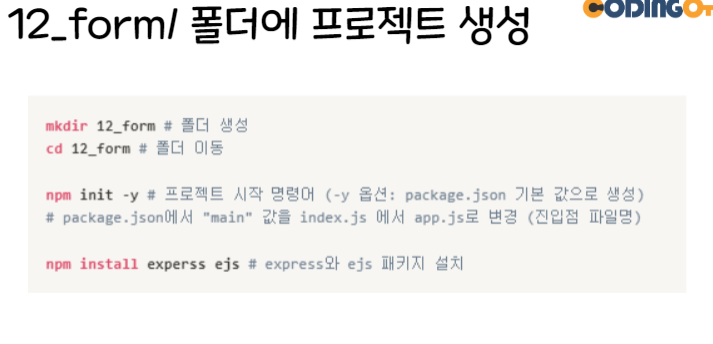 12_form/ 폴더에 프로젝트 생성
CODINGOn
mkdir 12_form # 폴더 생성
cd 12_form # 폴더 이동
npm init -y # 프로젝트 시작 명령어 (-y 옵션: package.json 기본 값으로 생성)
# package.json에서 "main" 값을 index.js 에서 app.js로 변경 (진입점 파일명)
npm install experss ejs # express와 ejs 패키지 설치